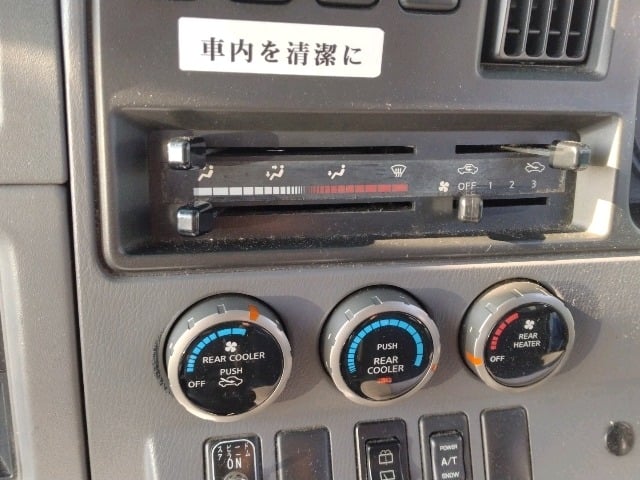 車内を清潔に
OFF 1 2 3
REAR COOLER
OFF
PUSH
PUSH
REAR
COOLER
REAR
HEATER
OFF
ON
POWER
A/T
SNOW